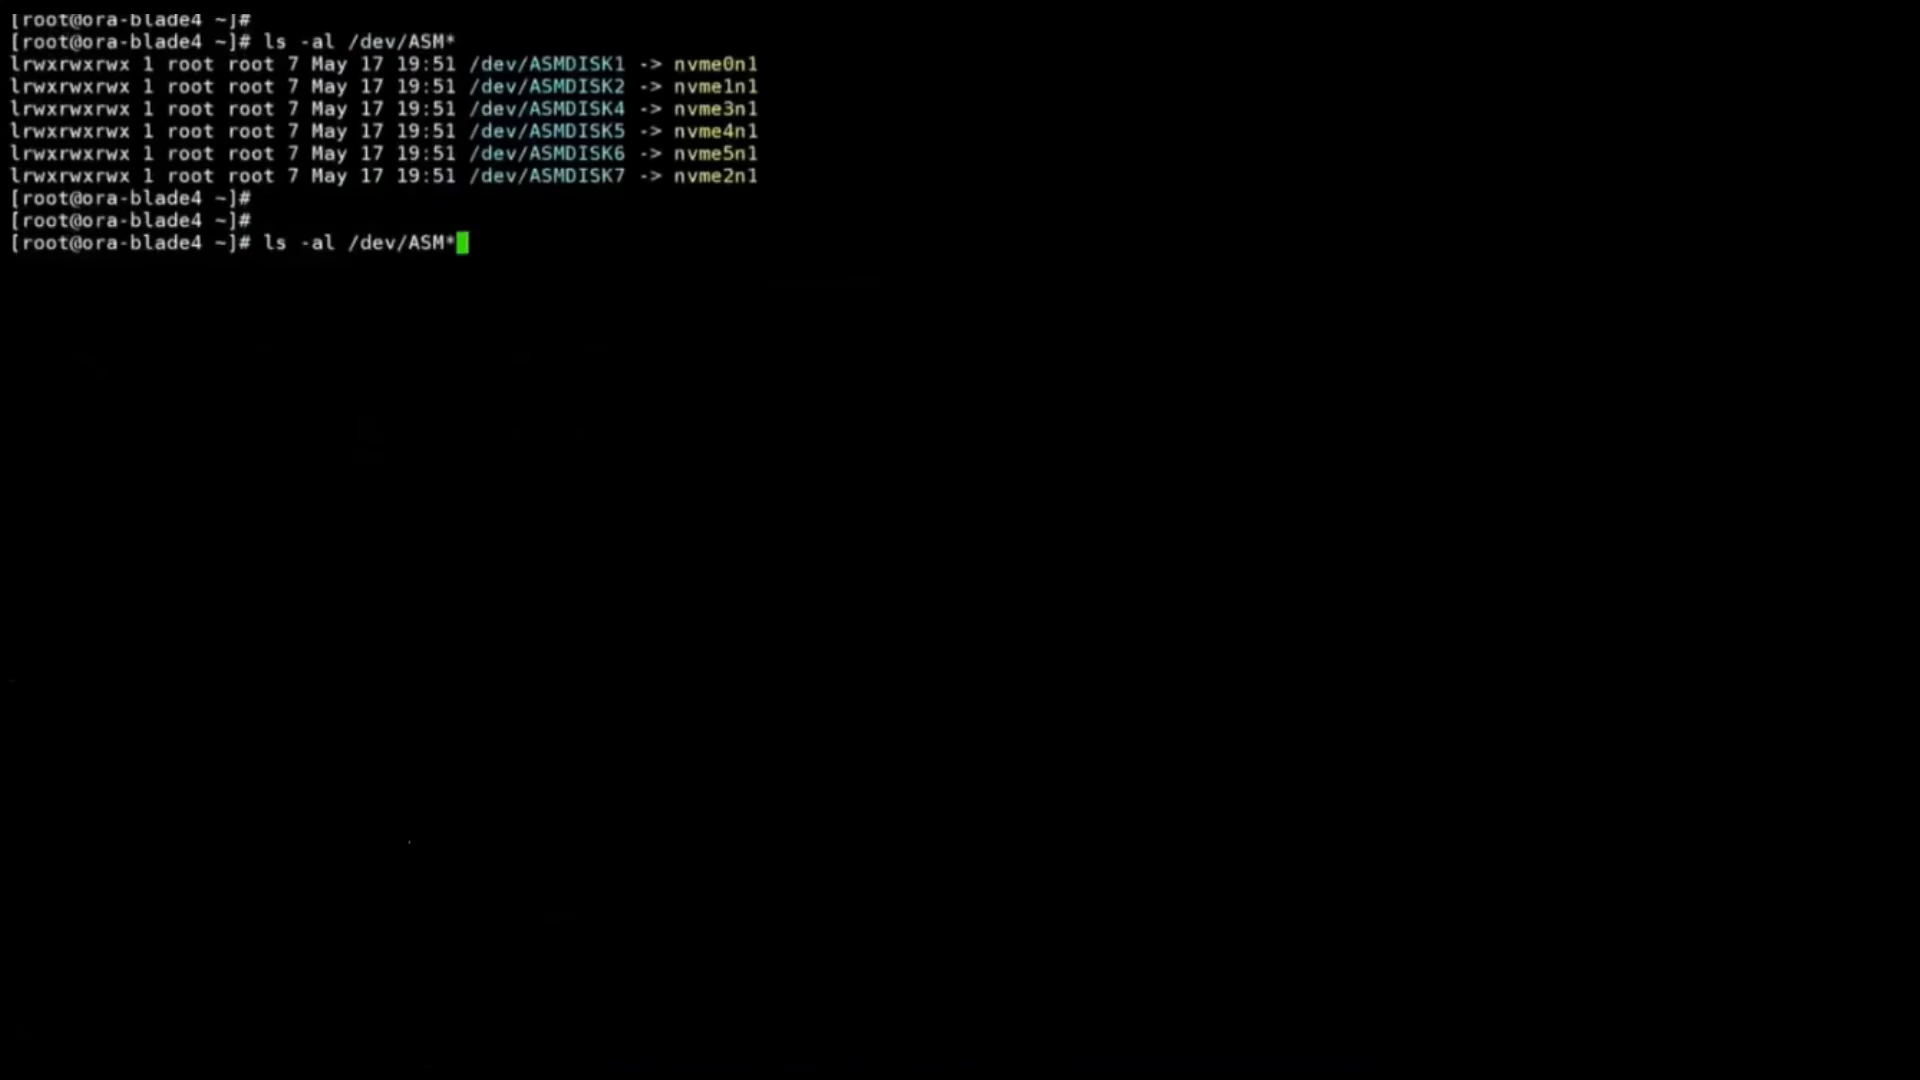 [root@ora-blade4 ~]#
[root@ora-blade4 ~]# ls -al /dev/ASM*
lrwxrwxrwx 1 root root 7 May 17 19:51 /dev/ASMDISK1 -> nvme0n1
lrwxrwxrwx 1 root root 7 May 17 19:51 /dev/ASMDISK2 -> nvme1n1
lrwxrwxrwx 1 root root 7 May 17 19:51 /dev/ASMDISK4 -> nvme3n1
lrwxrwxrwx 1 root root 7 May 17 19:51 /dev/ASMDISK5 -> nvme4n1
lrwxrwxrwx 1 root root 7 May 17 19:51 /dev/ASMDISK6 -> nvme5n1
lrwxrwxrwx 1 root root 7 May 17 19:51 /dev/ASMDISK7 -> nvme2n1
[root@ora-blade4 ~]#
[root@ora-blade4 ~]#
[root@ora-blade4 ~]# ls -al /dev/ASM*